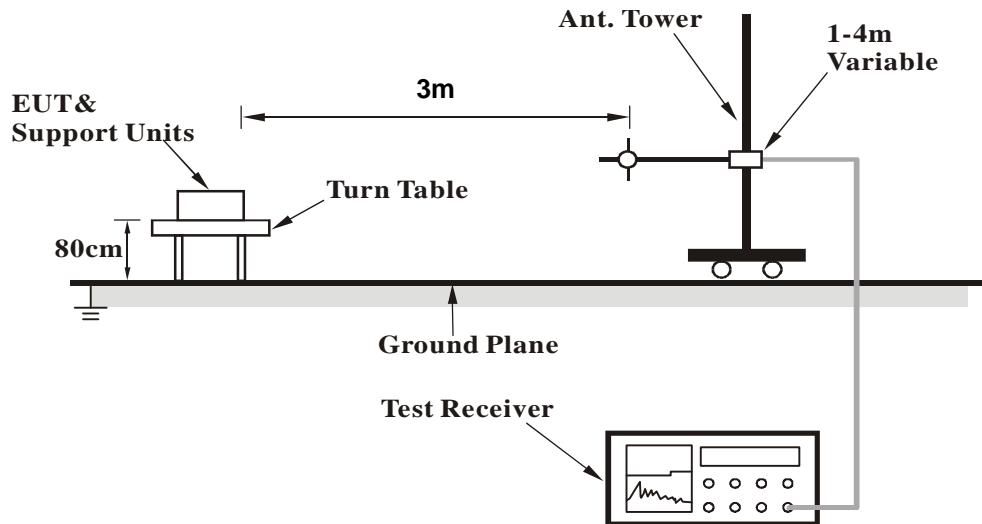 Ant. Tower
1-4m
Variable
3m
EUT&
Support Units
Turn Table
80cm
Ground Plane
Test Receiver